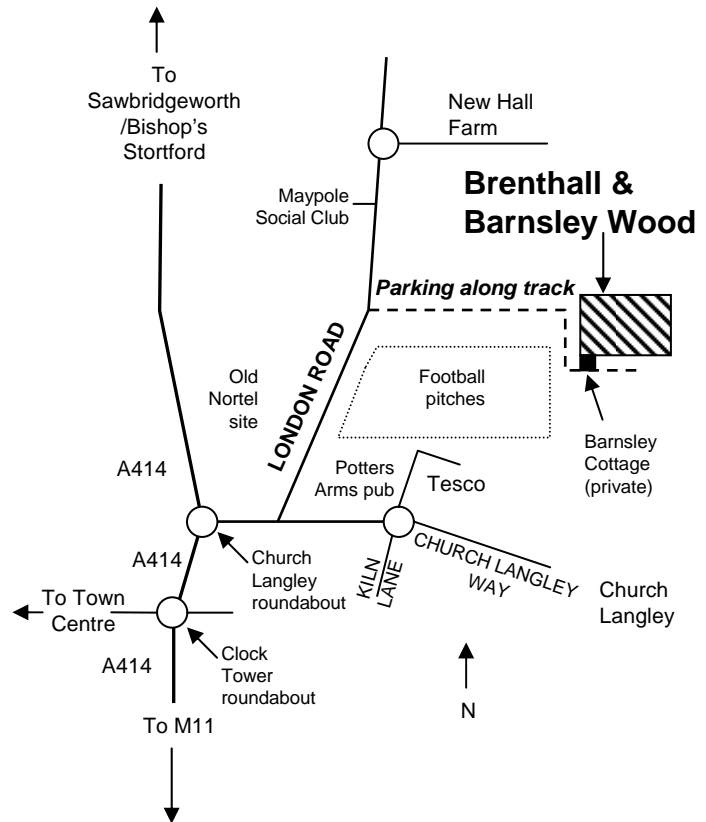 To
Sawbridgeworth
/Bishop's
Stortford
New Hall
Farm
Maypole
Social Club
Brenthall &
Barnsley Wood
Parking along track
LONDON ROAD
Old
Nortel
site
Football
pitches
Barnsley
Cottage
(private)
A414
Potters
Arms pub
Tesco
A414
Church
Langley
roundabout
KILN
LANE
CHURCH LANGLEY
WAY
Church
Langley
To Town
Centre
A414
Clock
Tower
roundabout
N
To M11